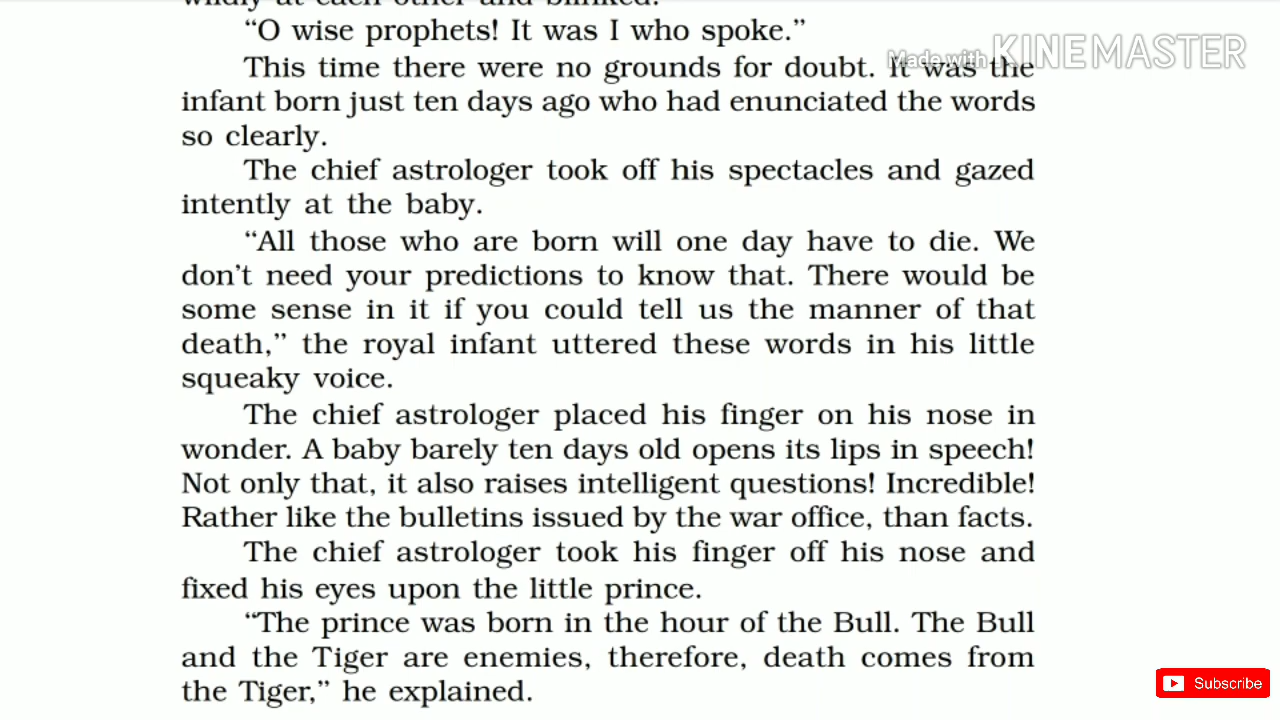 wildly at each other and blinked.
“O wise prophets! It was I who spoke.”
Made with KINEMASTER
This time there were no grounds for doubt. It was the
infant born just ten days ago who had enunciated the words
so clearly.
The chief astrologer took off his spectacles and gazed
intently at the baby.
“All those who are born will one day have to die. We
don’t need your predictions to know that. There would be
some sense in it if you could tell us the manner of that
death,” the royal infant uttered these words in his little
squeaky voice.
The chief astrologer placed his finger on his nose in
wonder. A baby barely ten days old opens its lips in speech!
Not only that, it also raises intelligent questions! Incredible!
Rather like the bulletins issued by the war office, than facts.
The chief astrologer took his finger off his nose and
fixed his eyes upon the little prince.
“The prince was born in the hour of the Bull. The Bull
and the Tiger are enemies, therefore, death comes from
the Tiger,” he explained.
Subscribe